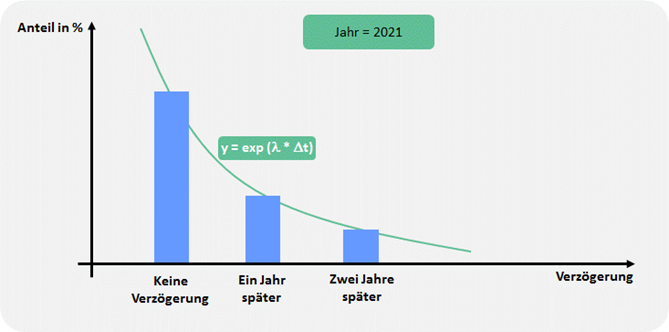 Anteil in %
Jahr = 2021
y = exp (λ * Δt)
Keine
Verzögerung
Ein Jahr
später
Zwei Jahre
später
Verzögerung